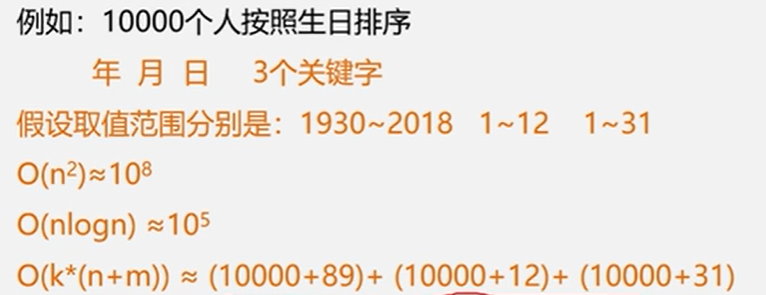 例如：10000个人按照生日排序
年 月 日 3个关键字
假设取值范围分别是：1930~2018 1~12 1~31
O(n²)≈10⁸
O(nlogn) ≈10⁵
O(k*(n+m)) ≈ (10000+89)+ (10000+12)+ (10000+31)